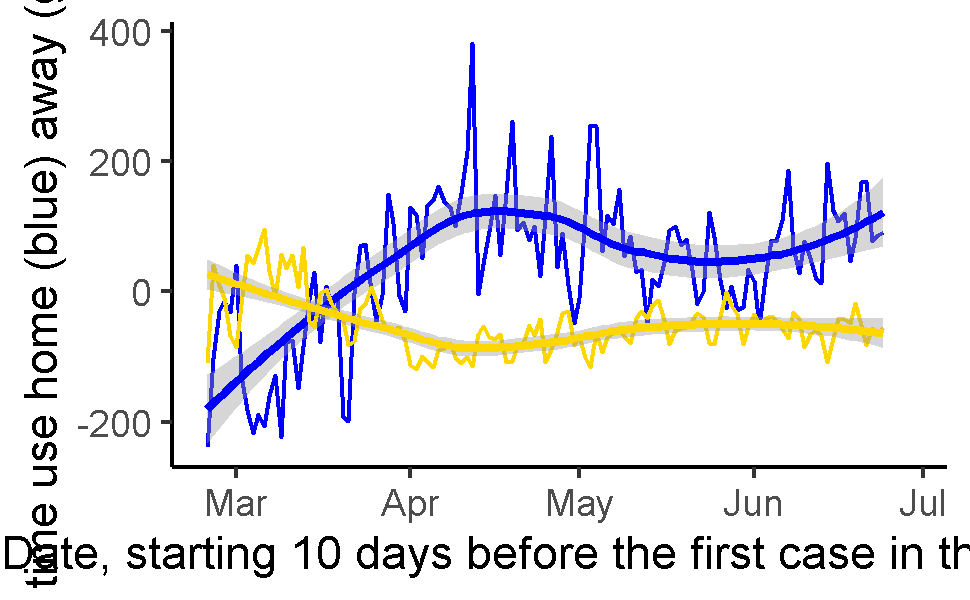 time use home (blue) away (
400
200
0
-200
Mar Apr May Jun Jul
Date, starting 10 days before the first case in th